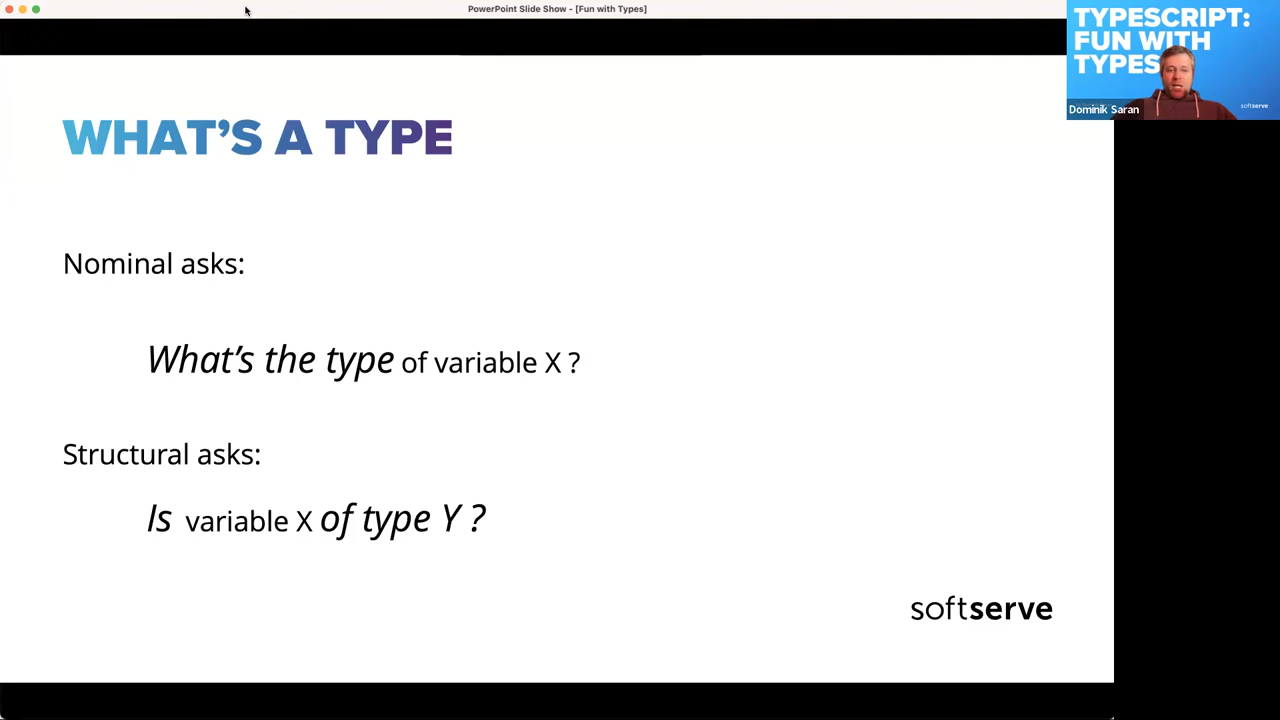 PowerPoint Slide Show - [Fun with Types]
TYPESCRIPT:
FUN WITH
TYPES
Dominik Saran
softserve
WHAT'S A TYPE
Nominal asks:
What's the type of variable X ?
Structural asks:
Is variable X of type Y ?
softserve